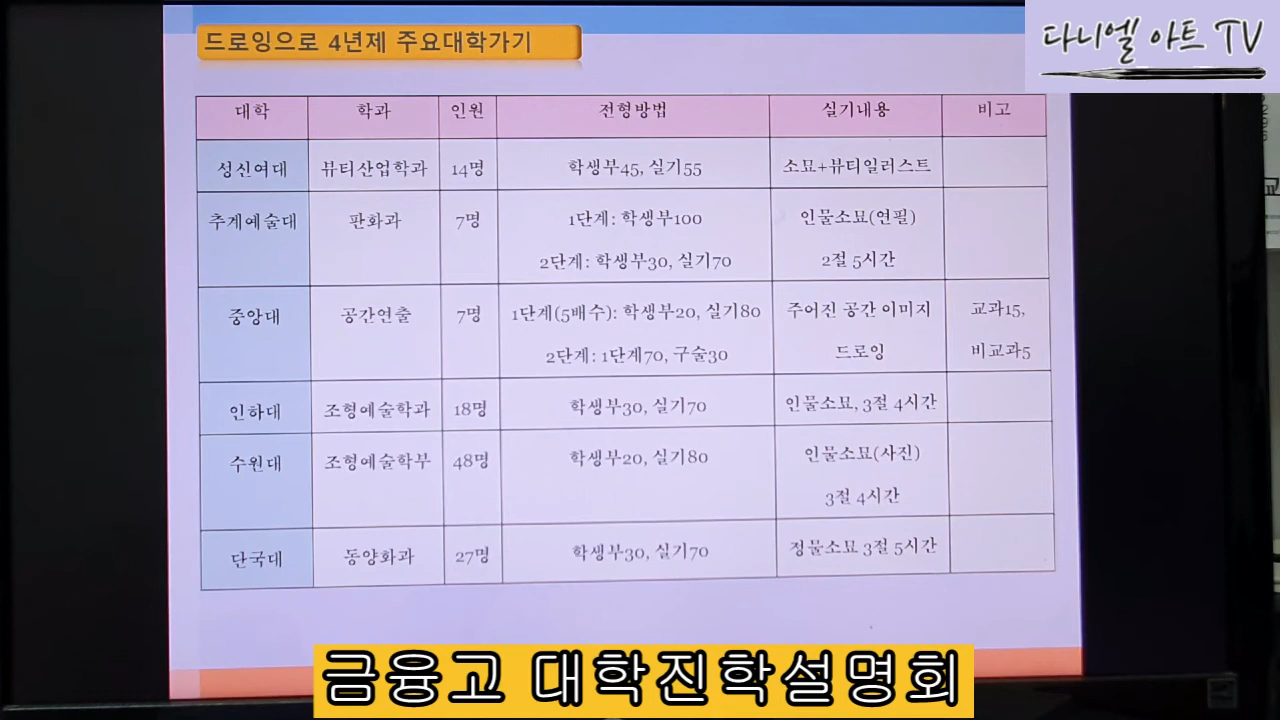 다니엘 아트 TV
드로잉으로 4년제 주요대학가기
대학 학과 인원 전형방법 실기내용 비고
성신여대 뷰티산업학과 14명 학생부45, 실기55 소묘+뷰티일러스트
추계예술대 판화과 7명 1단계: 학생부100 인물소묘(연필)
2단계: 학생부30, 실기70 2절 5시간
중앙대 공간연출 7명 1단계(5배수): 학생부20, 실기80 주어진 공간 이미지 교과15,
2단계: 1단계70, 구술30 드로잉 비교과5
인하대 조형예술학과 18명 학생부30, 실기70 인물소묘, 3절 4시간
수원대 조형예술학부 48명 학생부20, 실기80 인물소묘(사진)
3절 4시간
단국대 동양화과 27명 학생부30, 실기70 정물소묘 3절 5시간
금융고 대학진학설명회